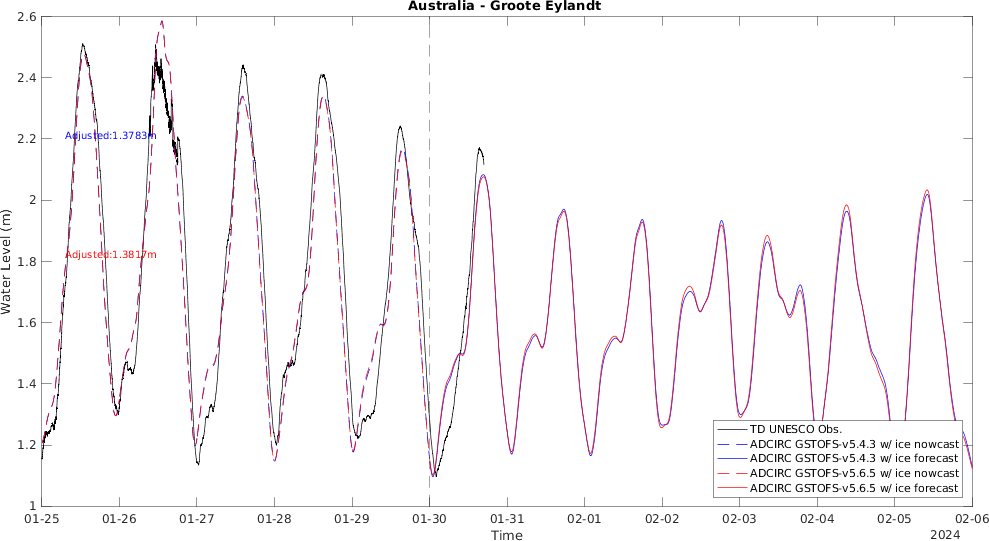 Australia - Groote Eylandt
2.6
2.4
2.2
2
1.8
1.6
1.4
1.2
1
Water Level (m)
Adjusted:1.3783m
Adjusted:1.3817m
TD UNESCO Obs.
ADCIRC GSTOFS-v5.4.3 w/ ice nowcast
ADCIRC GSTOFS-v5.4.3 w/ ice forecast
ADCIRC GSTOFS-v5.6.5 w/ ice nowcast
ADCIRC GSTOFS-v5.6.5 w/ ice forecast
01-25 01-26 01-27 01-28 01-29 01-30 01-31 02-01 02-02 02-03 02-04 02-05 02-06
Time
2024